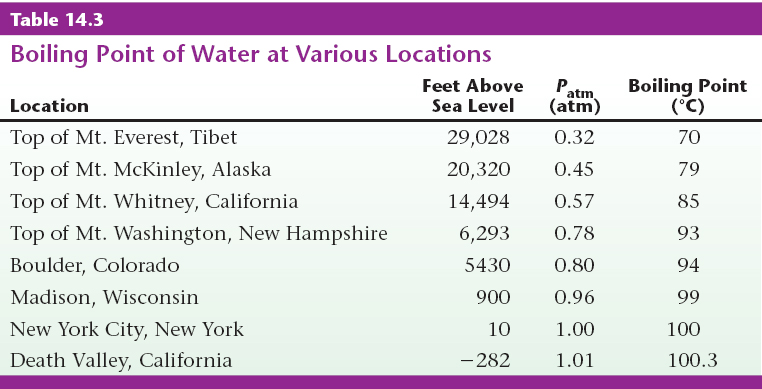 Table 14.3
Boiling Point of Water at Various Locations
Location Feet Above Sea Level Patm (atm) Boiling Point (°C)
Top of Mt. Everest, Tibet 29,028 0.32 70
Top of Mt. McKinley, Alaska 20,320 0.45 79
Top of Mt. Whitney, California 14,494 0.57 85
Top of Mt. Washington, New Hampshire 6,293 0.78 93
Boulder, Colorado 5430 0.80 94
Madison, Wisconsin 900 0.96 99
New York City, New York 10 1.00 100
Death Valley, California −282 1.01 100.3